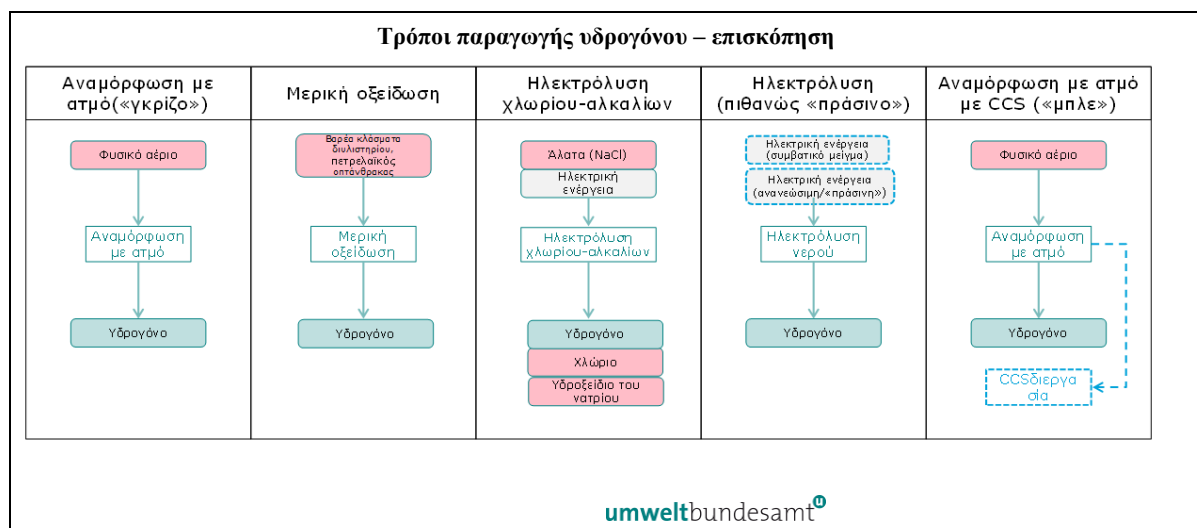 Τρόποι παραγωγής υδρογόνου – επισκόπηση
Αναμόρφωση με
ατμό(«γκρίζο»)
Φυσικό αέριο
Αναμόρφωση
με ατμό
Υδρογόνο
Μερική οξείδωση
Βαρέα κλάσματα
διυλιστηρίου,
πετρελαϊκός
οπτάνθρακας
Μερική
οξείδωση
Υδρογόνο
Ηλεκτρόλυση
χλωρίου-αλκαλίων
Άλατα (NaCl)
Ηλεκτρική
ενέργεια
Ηλεκτρόλυση
χλωρίου-αλκαλίων
Υδρογόνο
Χλώριο
Υδροξείδιο του
νατρίου
Ηλεκτρόλυση
(πιθανώς «πράσινο»)
Ηλεκτρική ενέργεια
(συμβατικό μείγμα)
Ηλεκτρική ενέργεια
(ανανεώσιμη/«πράσινη»)
Ηλεκτρόλυση
νερού
Υδρογόνο
Αναμόρφωση με ατμό
με CCS («μπλε»)
Φυσικό αέριο
Αναμόρφωση
με ατμό
Υδρογόνο
CCSδιεργα
σία
umweltbundesamt